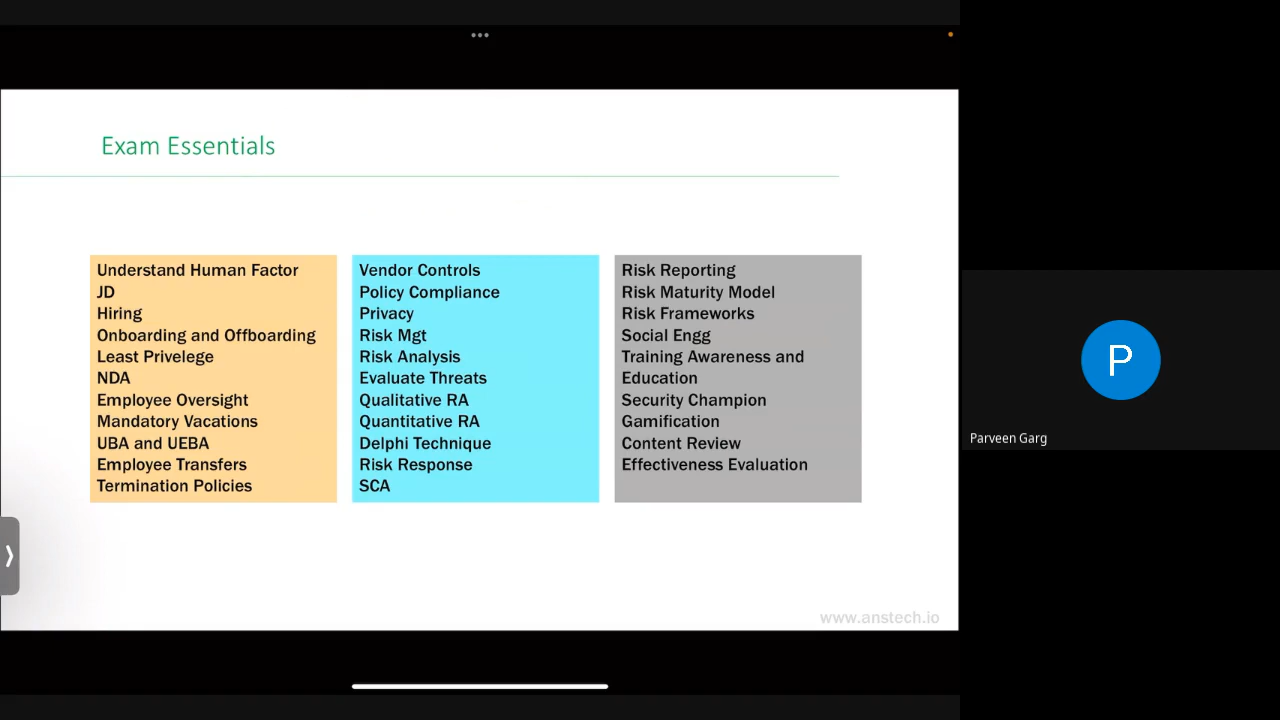 Exam Essentials
Understand Human Factor
JD
Hiring
Onboarding and Offboarding
Least Privelege
NDA
Employee Oversight
Mandatory Vacations
UBA and UEBA
Employee Transfers
Termination Policies
Vendor Controls
Policy Compliance
Privacy
Risk Mgt
Risk Analysis
Evaluate Threats
Qualitative RA
Quantitative RA
Delphi Technique
Risk Response
SCA
Risk Reporting
Risk Maturity Model
Risk Frameworks
Social Engg
Training Awareness and
Education
Security Champion
Gamification
Content Review
Effectiveness Evaluation
www.anstech.io
P
Parveen Garg